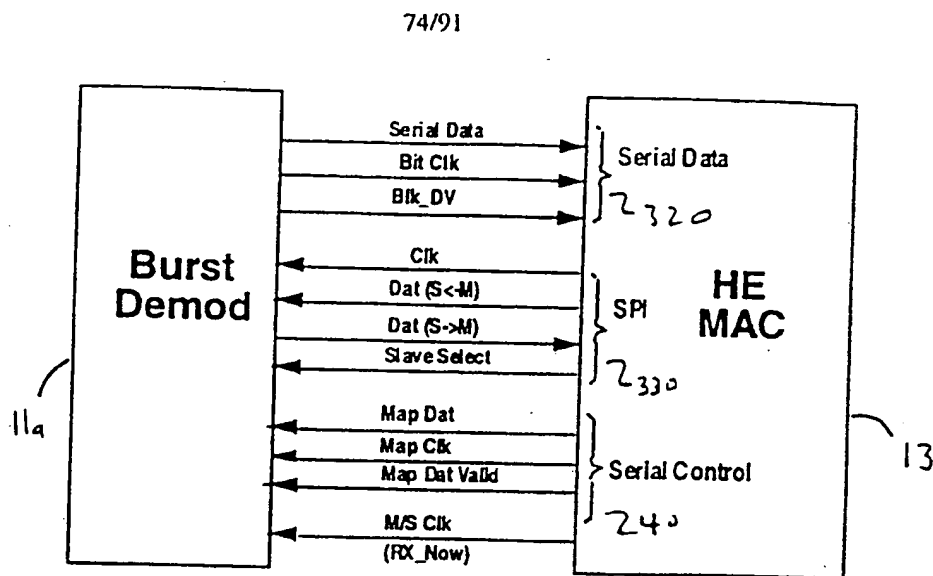 74/91
Burst
Demod
Serial Data
Bit Clk
Blk_DV
Clk
Dat (S<-M)
Dat (S->M)
Slave Select
Map Dat
Map Clk
Map Dat Valid
M/S Clk
(RX_Now)
HE
MAC
Serial Data
2320
SPI
2330
Serial Control
240
11a
13